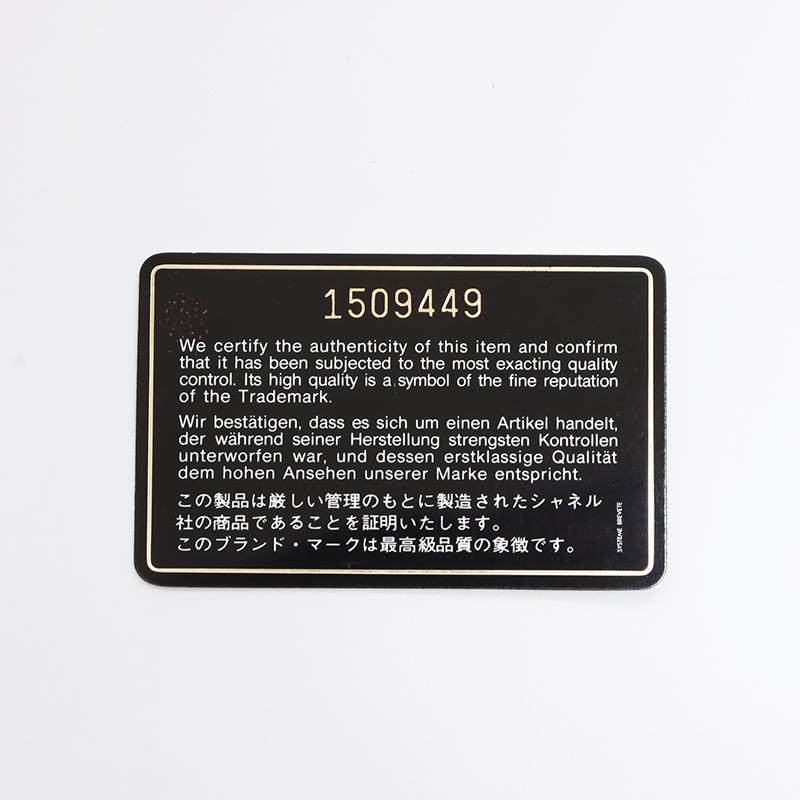 1509449
We certify the authenticity of this item and confirm
that it has been subjected to the most exacting quality
control. Its high quality is a symbol of the fine reputation
of the Trademark.
Wir bestätigen, dass es sich um einen Artikel handelt,
der während seiner Herstellung strengsten Kontrollen
unterworfen war, und dessen erstklassige Qualität
dem hohen Ansehen unserer Marke entspricht.
この製品は厳しい管理のもとに製造されたシャネル
社の商品であることを証明いたします。
このブランド・マークは最高級品質の象徴です。
SYSTEME BREVETE